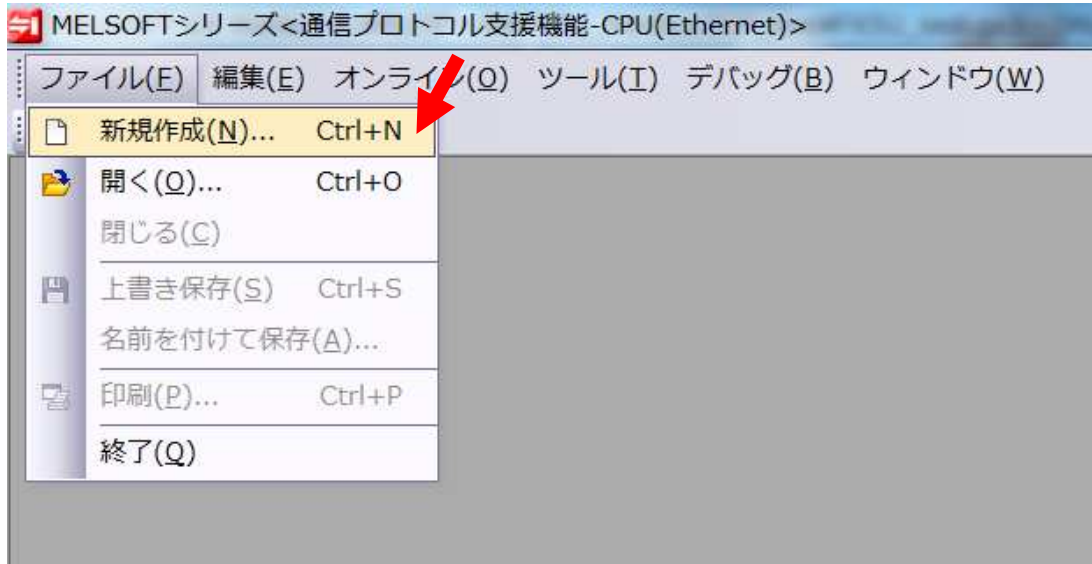 MELSOFTシリーズ<通信プロトコル支援機能-CPU(Ethernet)>
ファイル(F) 編集(E) オンライン(O) ツール(T) デバッグ(B) ウィンドウ(W)
新規作成(N)... Ctrl+N
開く(O)... Ctrl+O
閉じる(C)
上書き保存(S) Ctrl+S
名前を付けて保存(A)...
印刷(P)... Ctrl+P
終了(Q)